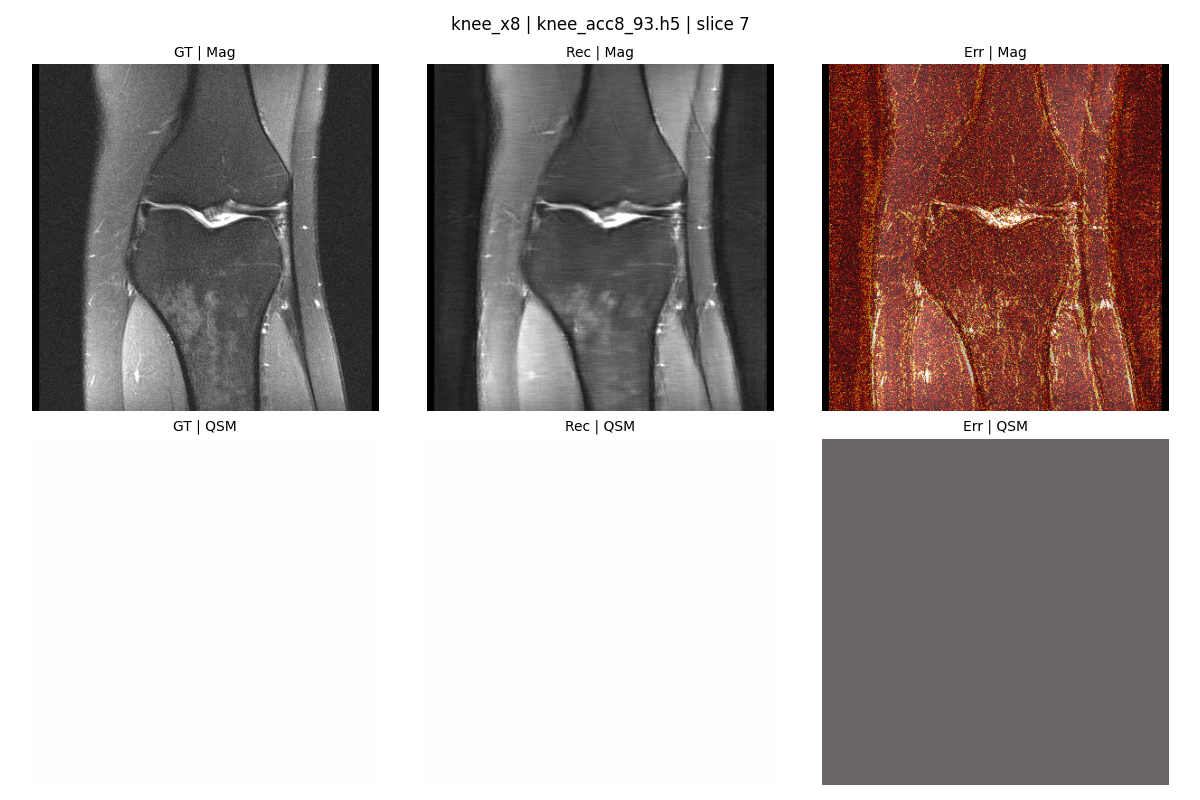 knee_x8 | knee_acc8_93.h5 | slice 7
GT | Mag
Rec | Mag
Err | Mag
GT | QSM
Rec | QSM
Err | QSM